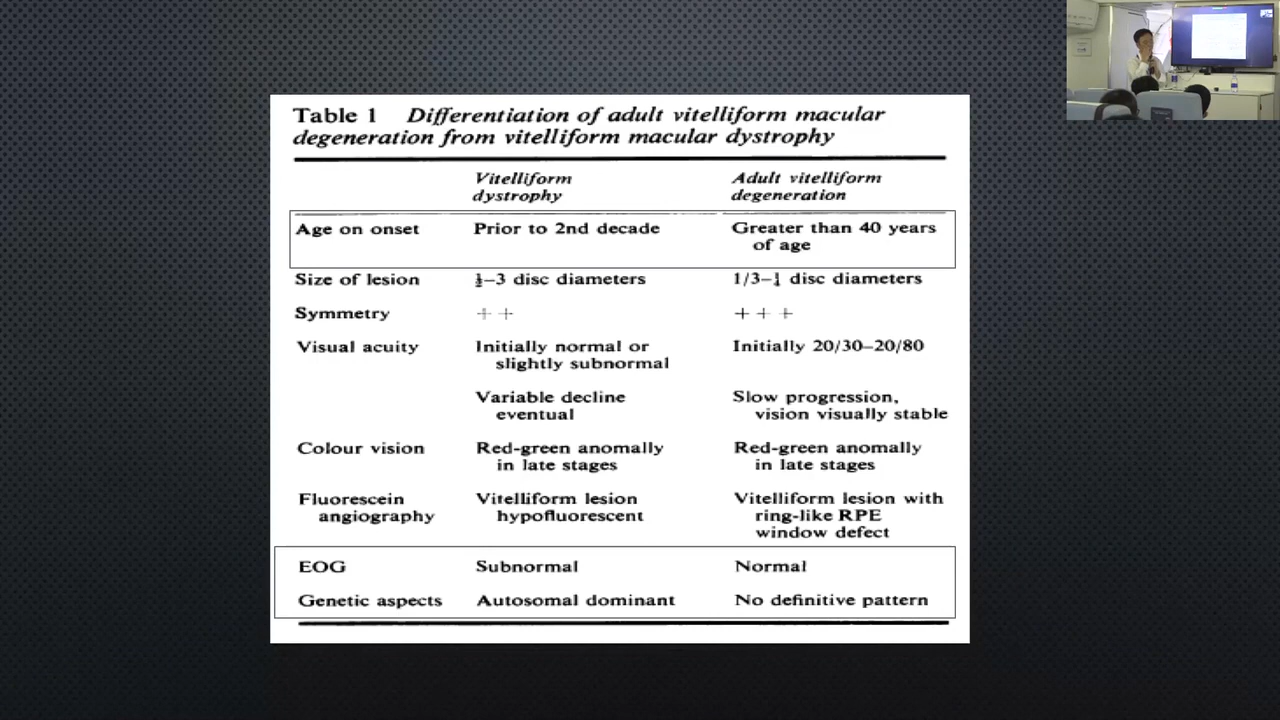 Table 1 Differentiation of adult vitelliform macular
degeneration from vitelliform macular dystrophy
Vitelliform dystrophy
Adult vitelliform degeneration
Age on onset
Prior to 2nd decade
Greater than 40 years
of age
Size of lesion
–3 disc diameters
1/3– disc diameters
Symmetry
+ +
+ + +
Visual acuity
Initially normal or
slightly subnormal
Initially 20/30–20/80
Variable decline
eventual
Slow progression,
vision visually stable
Colour vision
Red-green anomally
in late stages
Red-green anomally
in late stages
Fluorescein
angiography
Vitelliform lesion
hypofluorescent
Vitelliform lesion with
ring-like RPE
window defect
EOG
Subnormal
Normal
Genetic aspects
Autosomal dominant
No definitive pattern